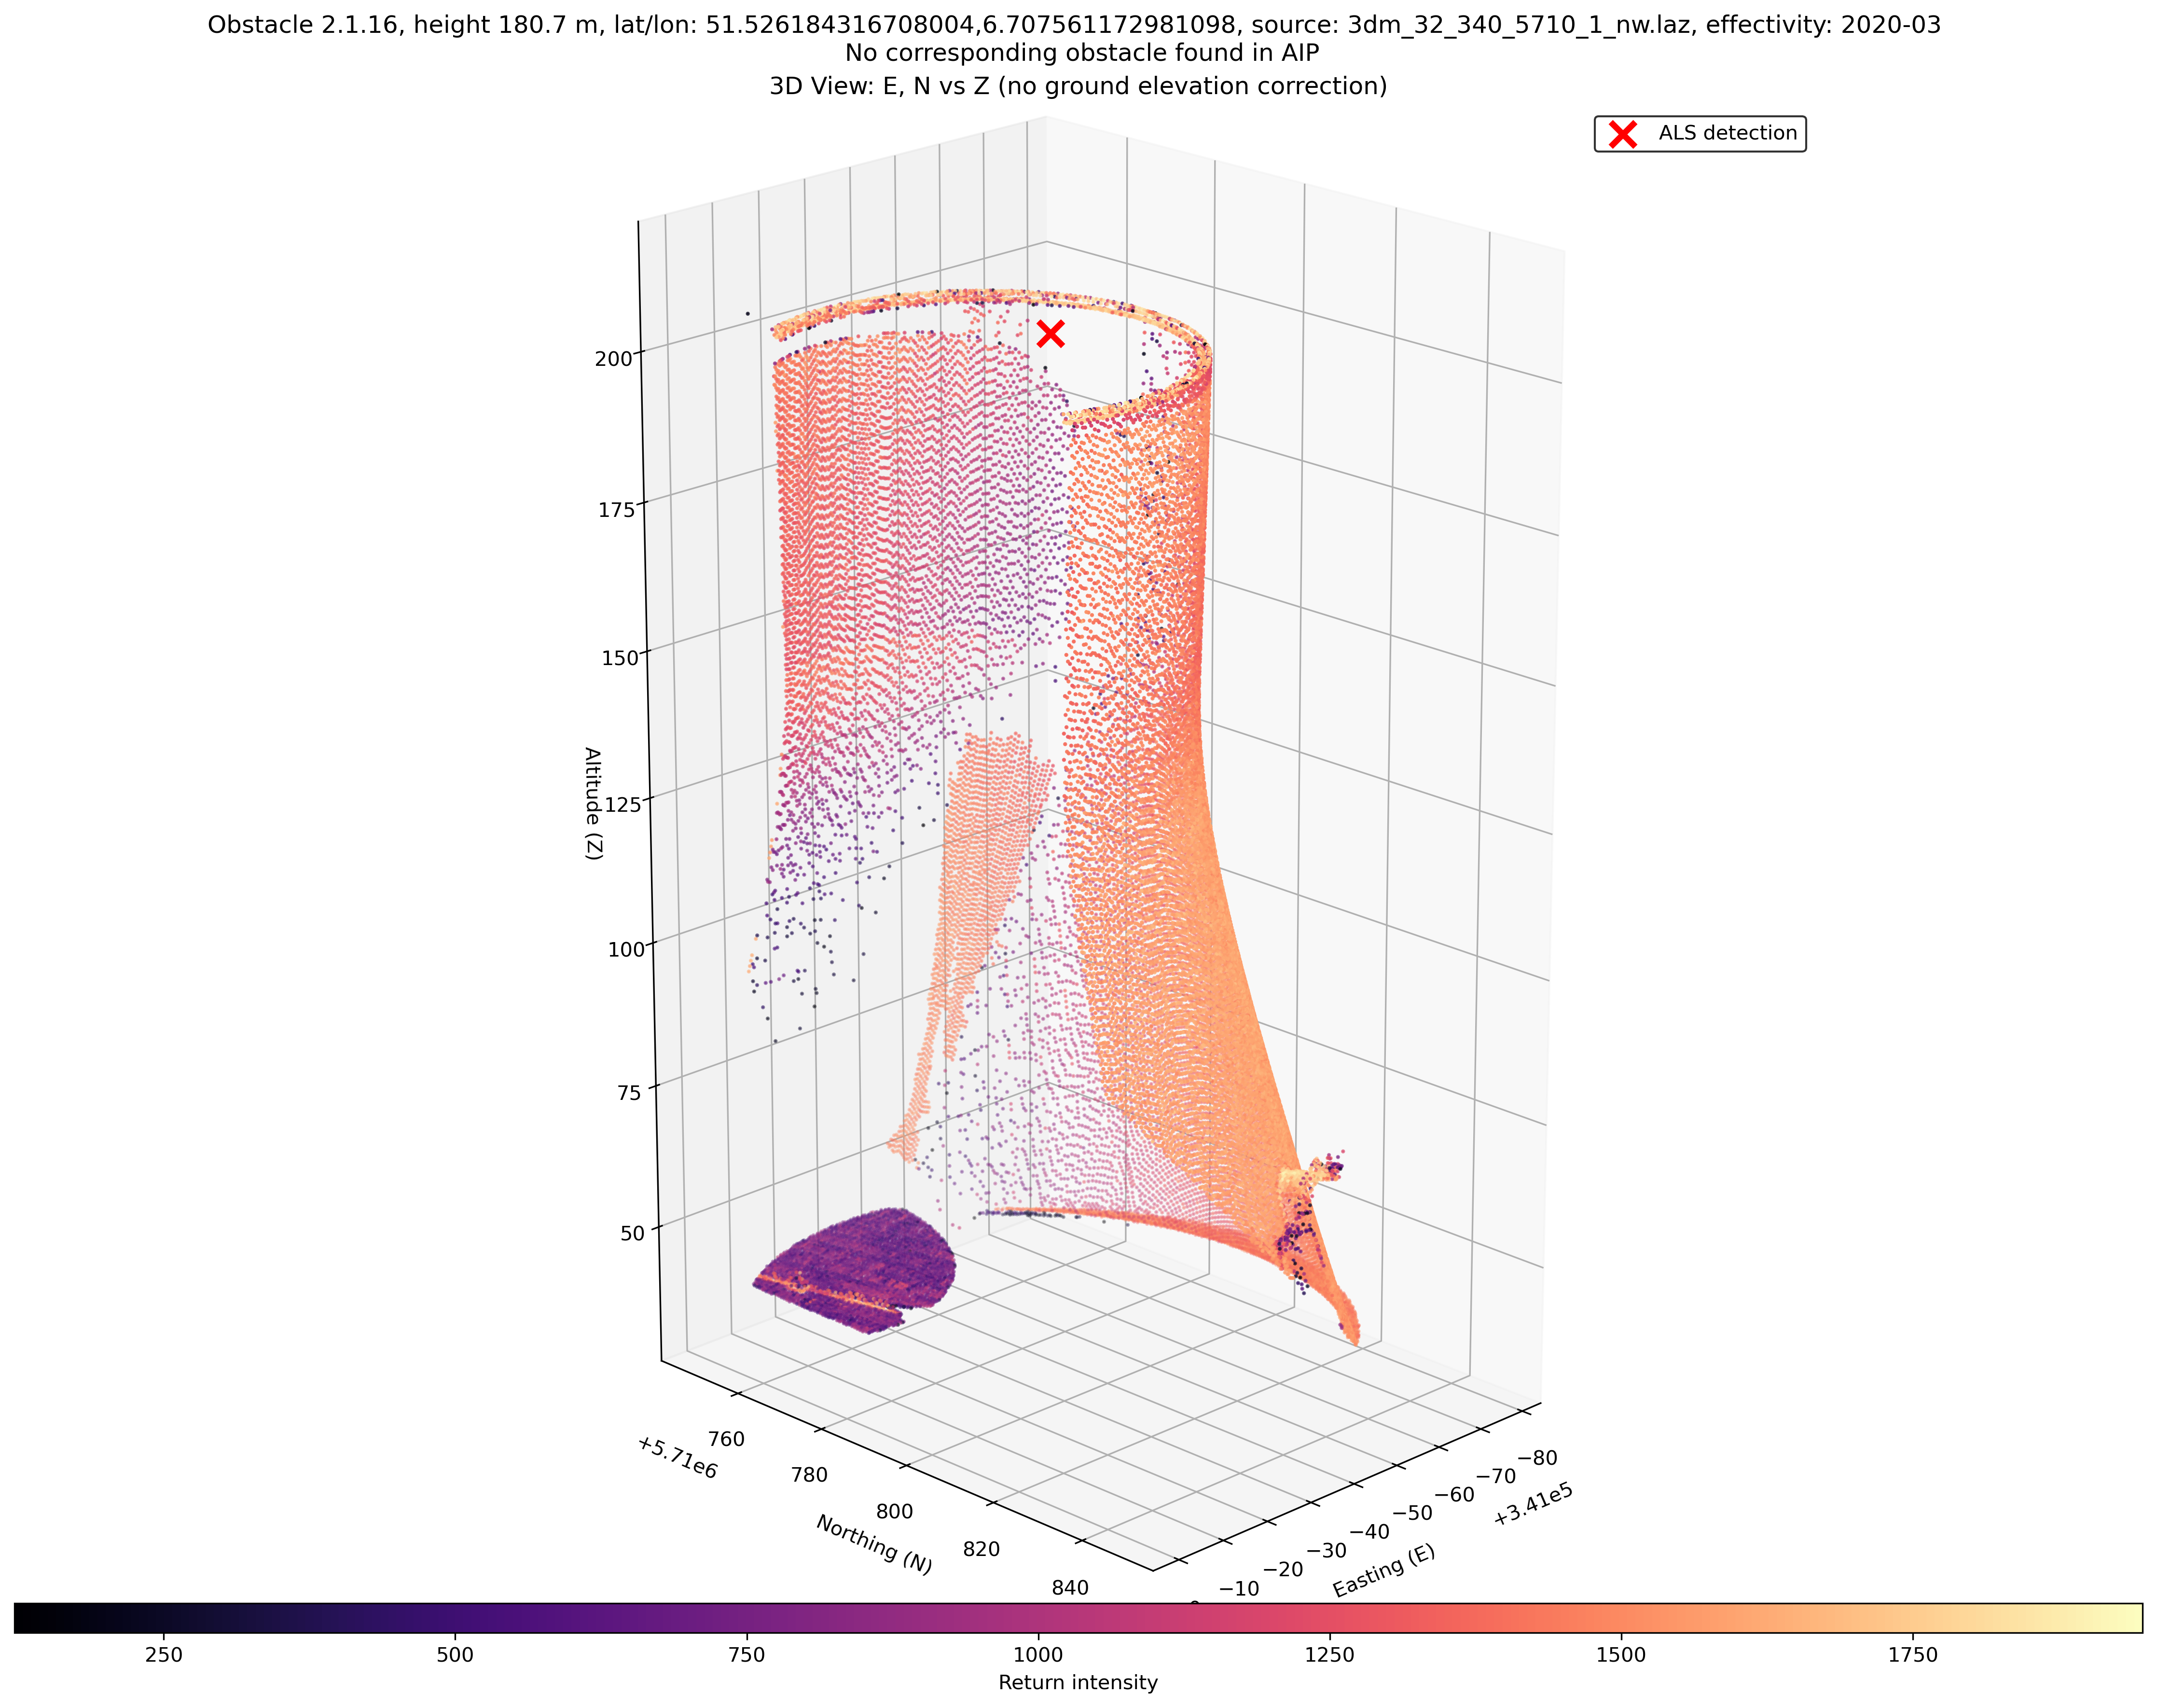 Obstacle 2.1.16, height 180.7 m, lat/lon: 51.526184316708004,6.707561172981098, source: 3dm_32_340_5710_1_nw.laz, effectivity: 2020-03
No corresponding obstacle found in AIP
3D View: E, N vs Z (no ground elevation correction)
ALS detection
200
175
150
125
100
75
50
Altitude (Z)
760
780
800
820
840
+5.71e6
Northing (N)
−80
−70
−60
−50
−40
−30
−20
−10
+3.41e5
Easting (E)
250 500 750 1000 1250 1500 1750
Return intensity